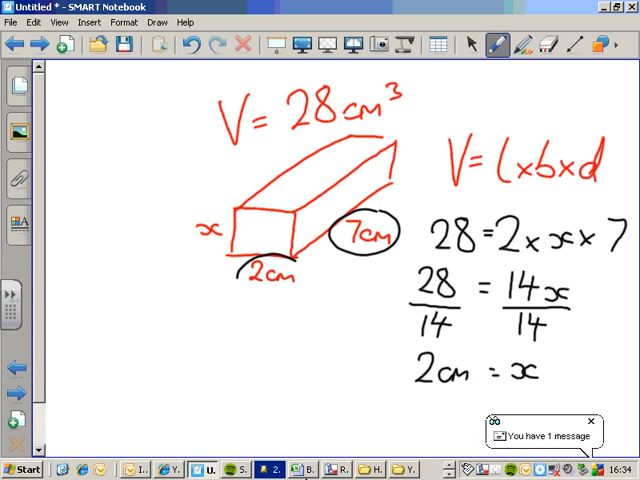 Untitled * - SMART Notebook
File Edit View Insert Format Draw Help
V = 28cm³
V = l x b x d
x
7cm
2cm
28 = 2 x x x 7
28 = 14x
14 14
2cm = x
You have 1 message
Start I.. Y.. U. S.. 2. B. R. H. Y.. 16:34